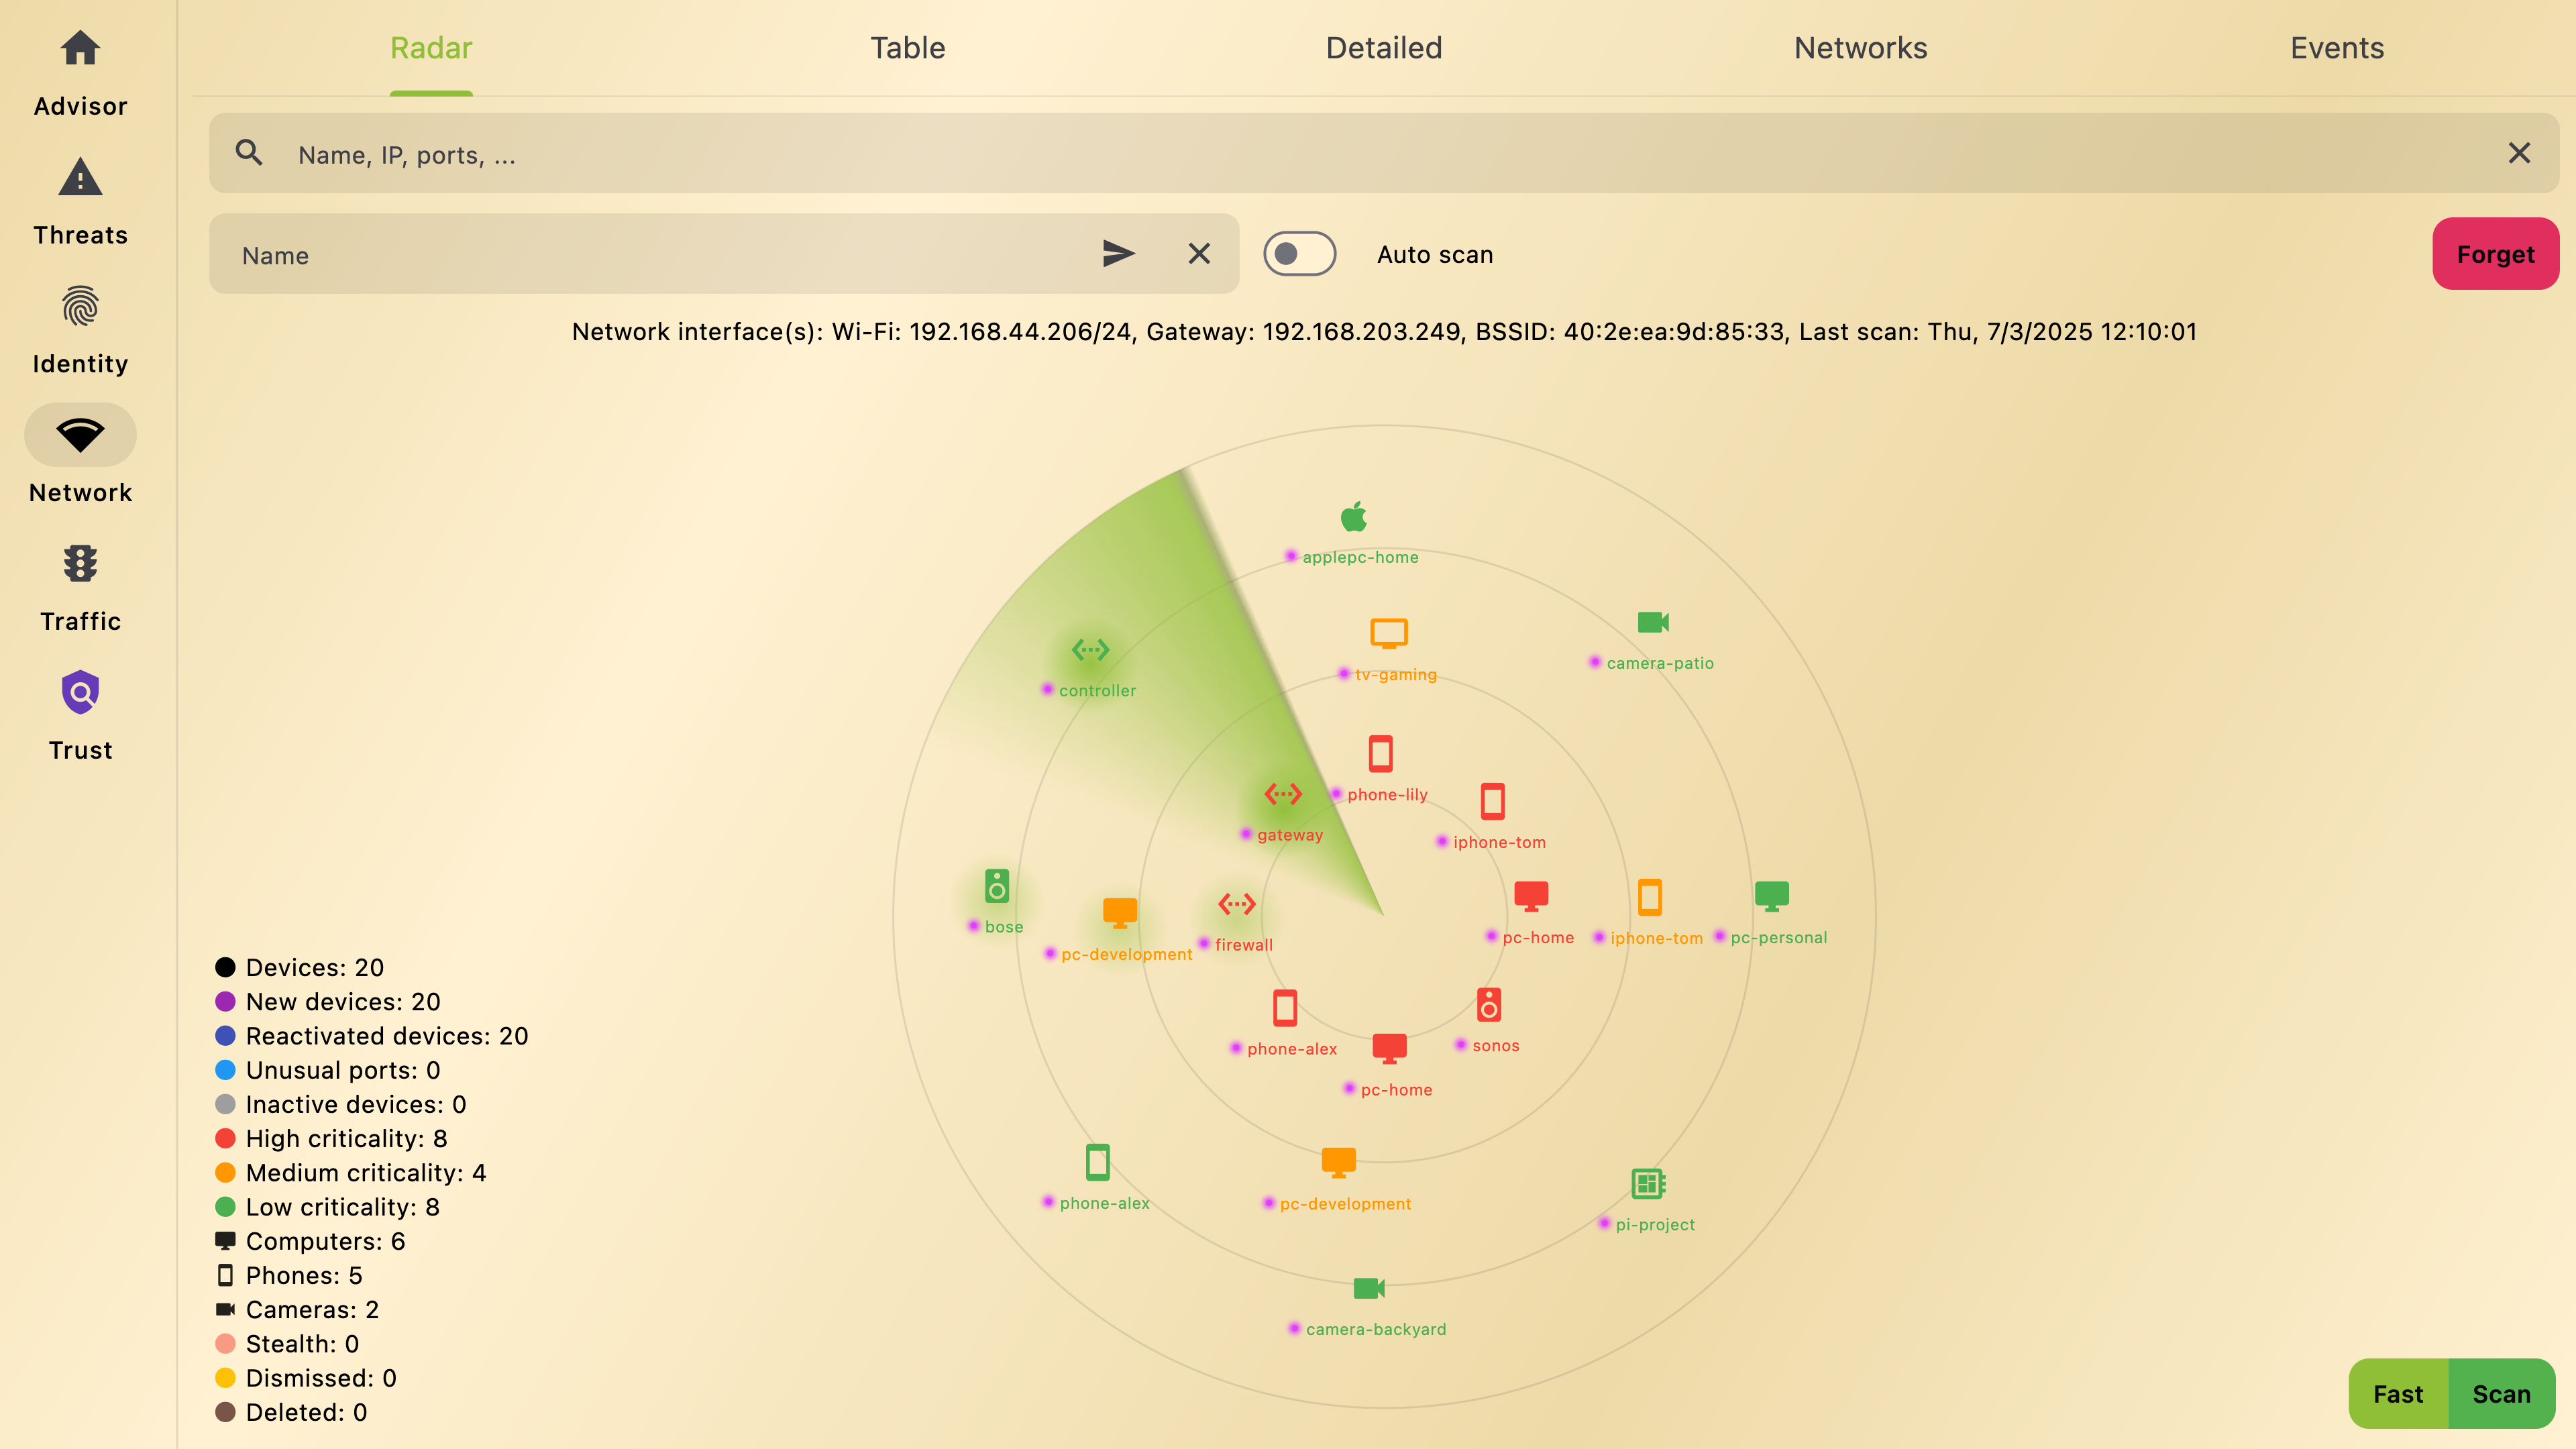 Advisor
Threats
Identity
Network
Traffic
Trust
Radar
Table
Detailed
Networks
Events
Name, IP, ports, ...
Name
Auto scan
Forget
Network interface(s): Wi-Fi: 192.168.44.206/24, Gateway: 192.168.203.249, BSSID: 40:2e:ea:9d:85:33, Last scan: Thu, 7/3/2025 12:10:01
applepc-home
camera-patio
tv-gaming
controller
phone-lily
gateway
iphone-tom
bose
pc-development
firewall
pc-home
iphone-tom
pc-personal
phone-alex
sonos
pc-home
phone-alex
pc-development
pi-project
camera-backyard
Devices: 20
New devices: 20
Reactivated devices: 20
Unusual ports: 0
Inactive devices: 0
High criticality: 8
Medium criticality: 4
Low criticality: 8
Computers: 6
Phones: 5
Cameras: 2
Stealth: 0
Dismissed: 0
Deleted: 0
Fast
Scan